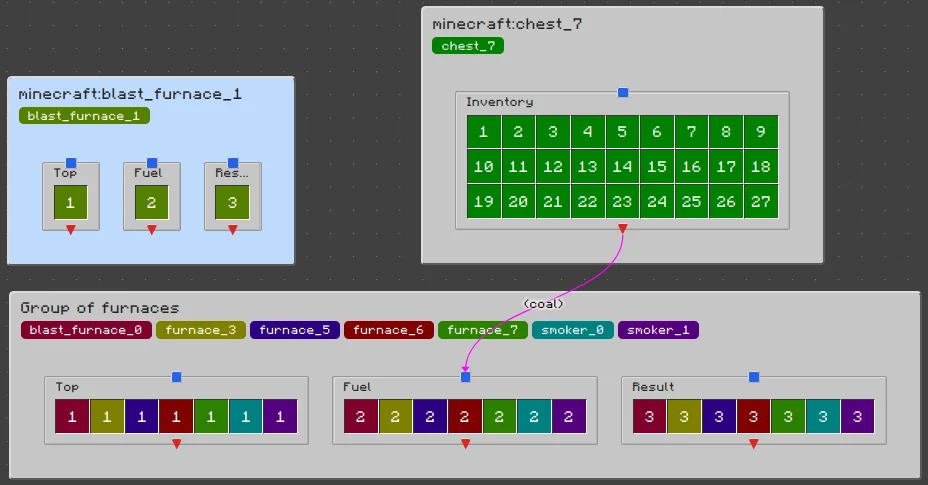 minecraft:chest_7
chest_7
Inventory
1 2 3 4 5 6 7 8 9
10 11 12 13 14 15 16 17 18
19 20 21 22 23 24 25 26 27
minecraft:blast_furnace_1
blast_furnace_1
Top Fuel Res...
1 2 3
(coal)
Group of furnaces
blast_furnace_0 furnace_3 furnace_5 furnace_6 furnace_7 smoker_0 smoker_1
Top Fuel Result
1 1 1 1 1 1 1 2 2 2 2 2 2 2 3 3 3 3 3 3 3